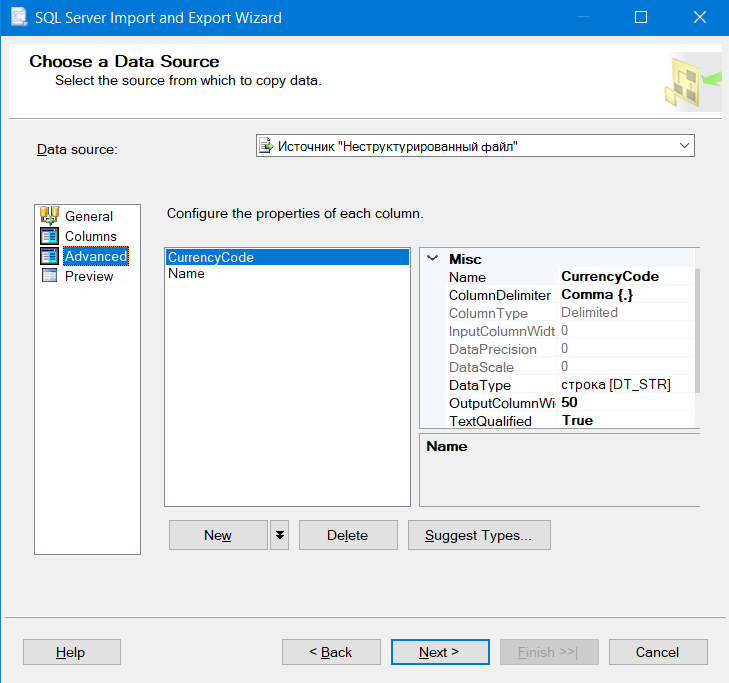 SQL Server Import and Export Wizard
Choose a Data Source
Select the source from which to copy data.
Data source:
Источник "Неструктурированный файл"
General
Columns
Advanced
Preview
Configure the properties of each column.
CurrencyCode
Name
Misc
Name CurrencyCode
ColumnDelimiter Comma {,}
ColumnType Delimited
InputColumnWidt 0
DataPrecision 0
DataScale 0
DataType строка [DT_STR]
OutputColumnWi 50
TextQualified True
Name
New
Delete
Suggest Types...
Help
< Back
Next >
Finish >>|
Cancel